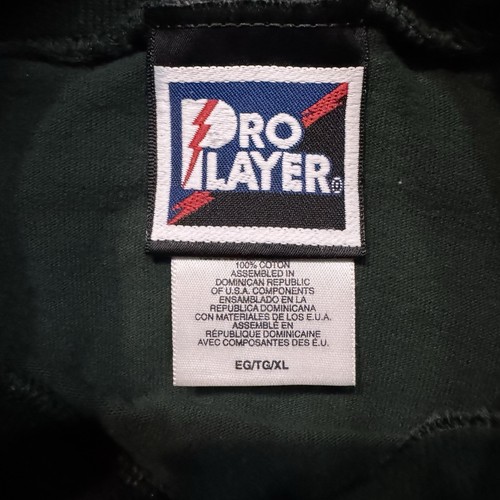 PRO
PLAYER®
100% COTON
ASSEMBLED IN
DOMINICAN REPUBLIC
OF U.S.A. COMPONENTS
ENSAMBLADO EN LA
REPUBLICA DOMINICANA
CON MATERIALES DE LOS E.U.A.
ASSEMBLÉ EN
RÉPUBLIQUE DOMINICAINE
AVEC COMPOSANTES DES É.U.
EG/TG/XL